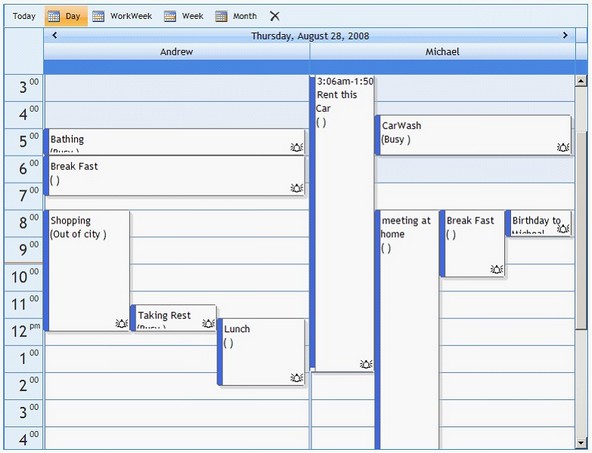 Today Day WorkWeek Week Month
Thursday, August 28, 2008
Andrew Michael
3 00
4 00
5 00
6 00
7 00
8 00
9 00
10 00
11 00
12 pm
1 00
2 00
3 00
4 00
Bathing
(Busy )
Break Fast
( )
Shopping
(Out of city )
Taking Rest
(Busy )
Lunch
( )
3:06am-1:50
Rent this
Car
( )
CarWash
(Busy )
meeting at
home
( )
Break Fast
( )
Birthday to
Micheal